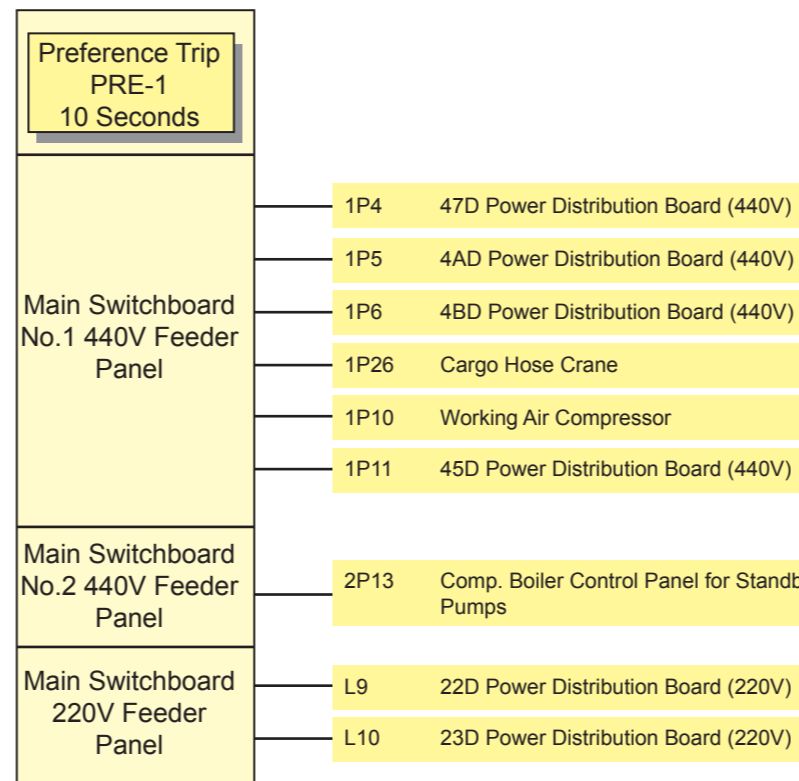 Preference Trip
PRE-1
10 Seconds
Main Switchboard
No.1 440V Feeder
Panel
1P4 47D Power Distribution Board (440V)
1P5 4AD Power Distribution Board (440V)
1P6 4BD Power Distribution Board (440V)
1P26 Cargo Hose Crane
1P10 Working Air Compressor
1P11 45D Power Distribution Board (440V)
Main Switchboard
No.2 440V Feeder
Panel
2P13 Comp. Boiler Control Panel for
Pumps
Main Switchboard
220V Feeder
Panel
L9 22D Power Distribution Board (220V)
L10 23D Power Distribution Board (220V)